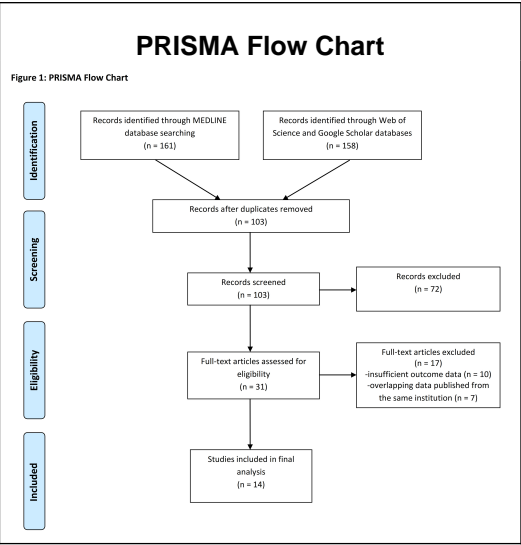 PRISMA Flow Chart
Figure 1: PRISMA Flow Chart
Identification
Records identified through MEDLINE
database searching
(n = 161)
Records identified through Web of
Science and Google Scholar databases
(n = 158)
Records after duplicates removed
(n = 103)
Screening
Records screened
(n = 103)
Records excluded
(n = 72)
Eligibility
Full-text articles assessed for
eligibility
(n = 31)
Full-text articles excluded
(n = 17)
-insufficient outcome data (n = 10)
-overlapping data published from
the same institution (n = 7)
Included
Studies included in final
analysis
(n = 14)